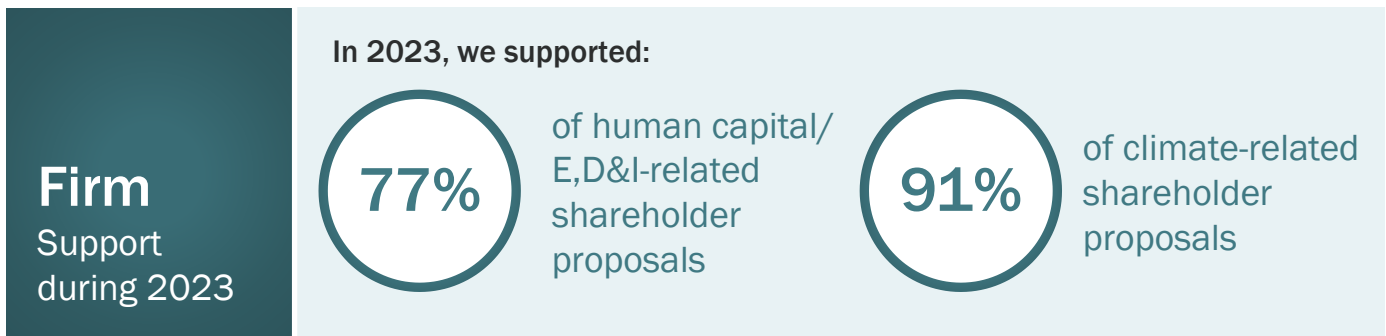 Firm
Support
during 2023
In 2023, we supported:
77%
of human capital/
E,D&I-related
shareholder
proposals
91%
of climate-related
shareholder
proposals